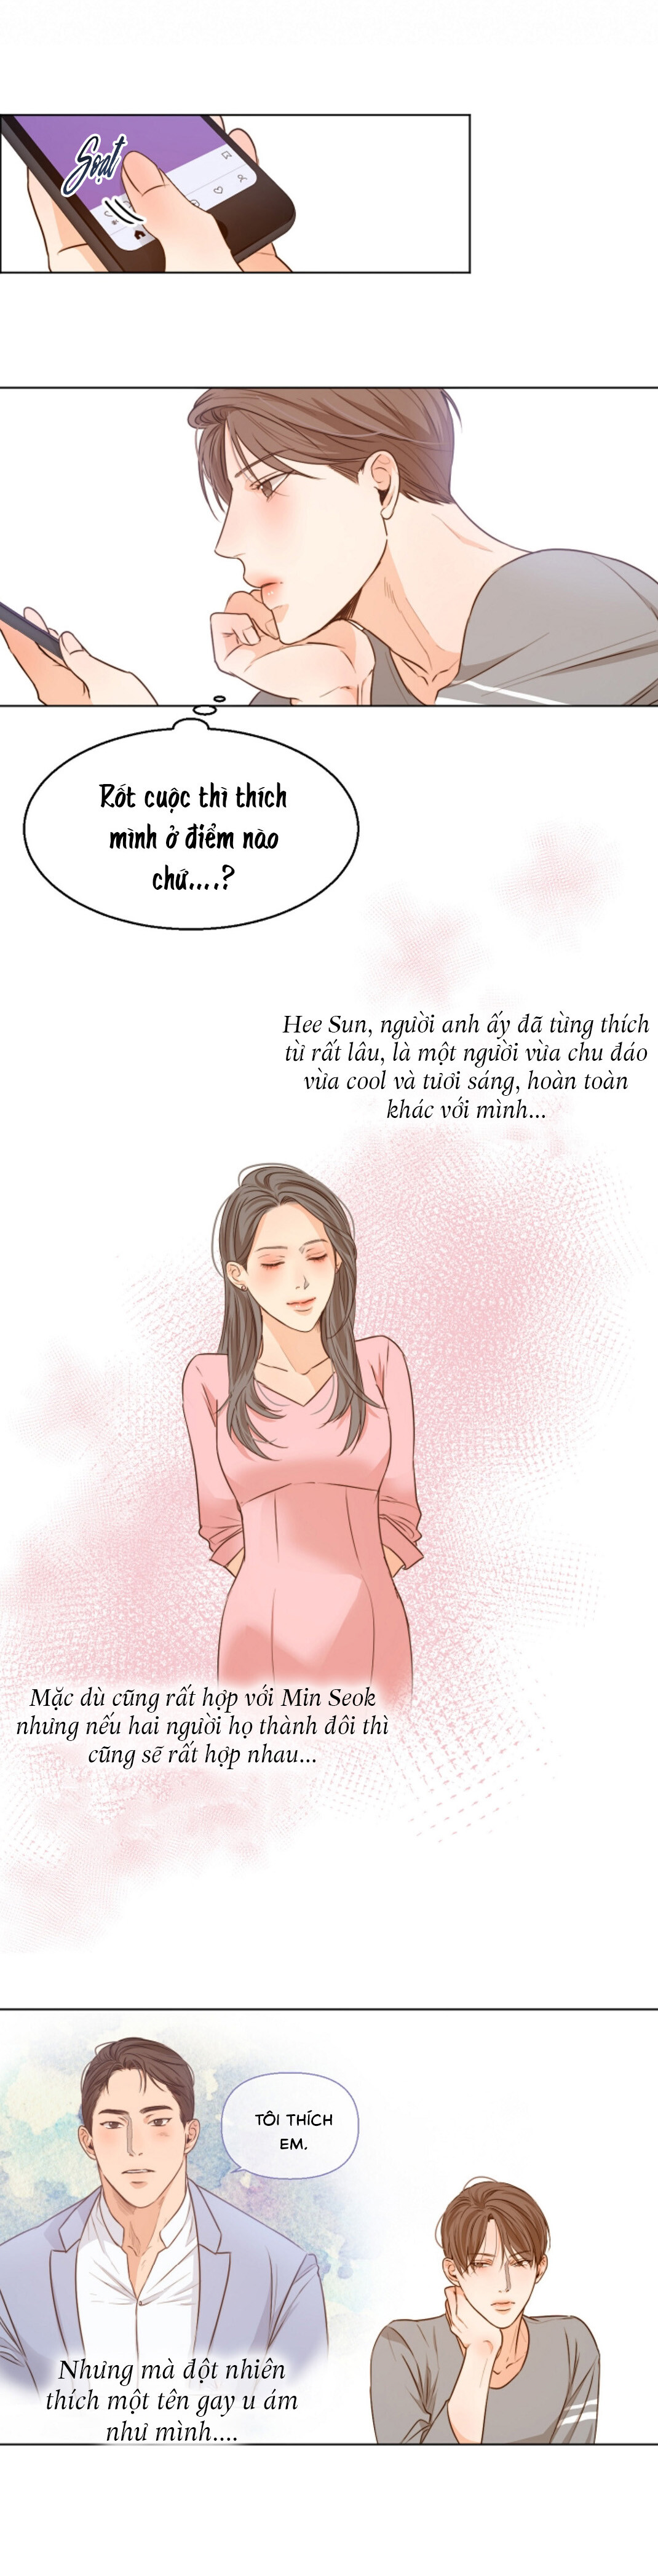 Soạt
Rốt cuộc thì thích
mình ở điểm nào
chứ....?
Hee Sun, người anh ấy đã từng thích
từ rất lâu, là một người vừa chu đáo
vừa cool và tươi sáng, hoàn toàn
khác với mình...
Mặc dù cũng rất hợp với Min Seok
nhưng nếu hai người họ thành đôi thì
cũng sẽ rất hợp nhau...
TÔI THÍCH
EM.
Nhưng mà đột nhiên
thích một tên gay u ám
như mình....